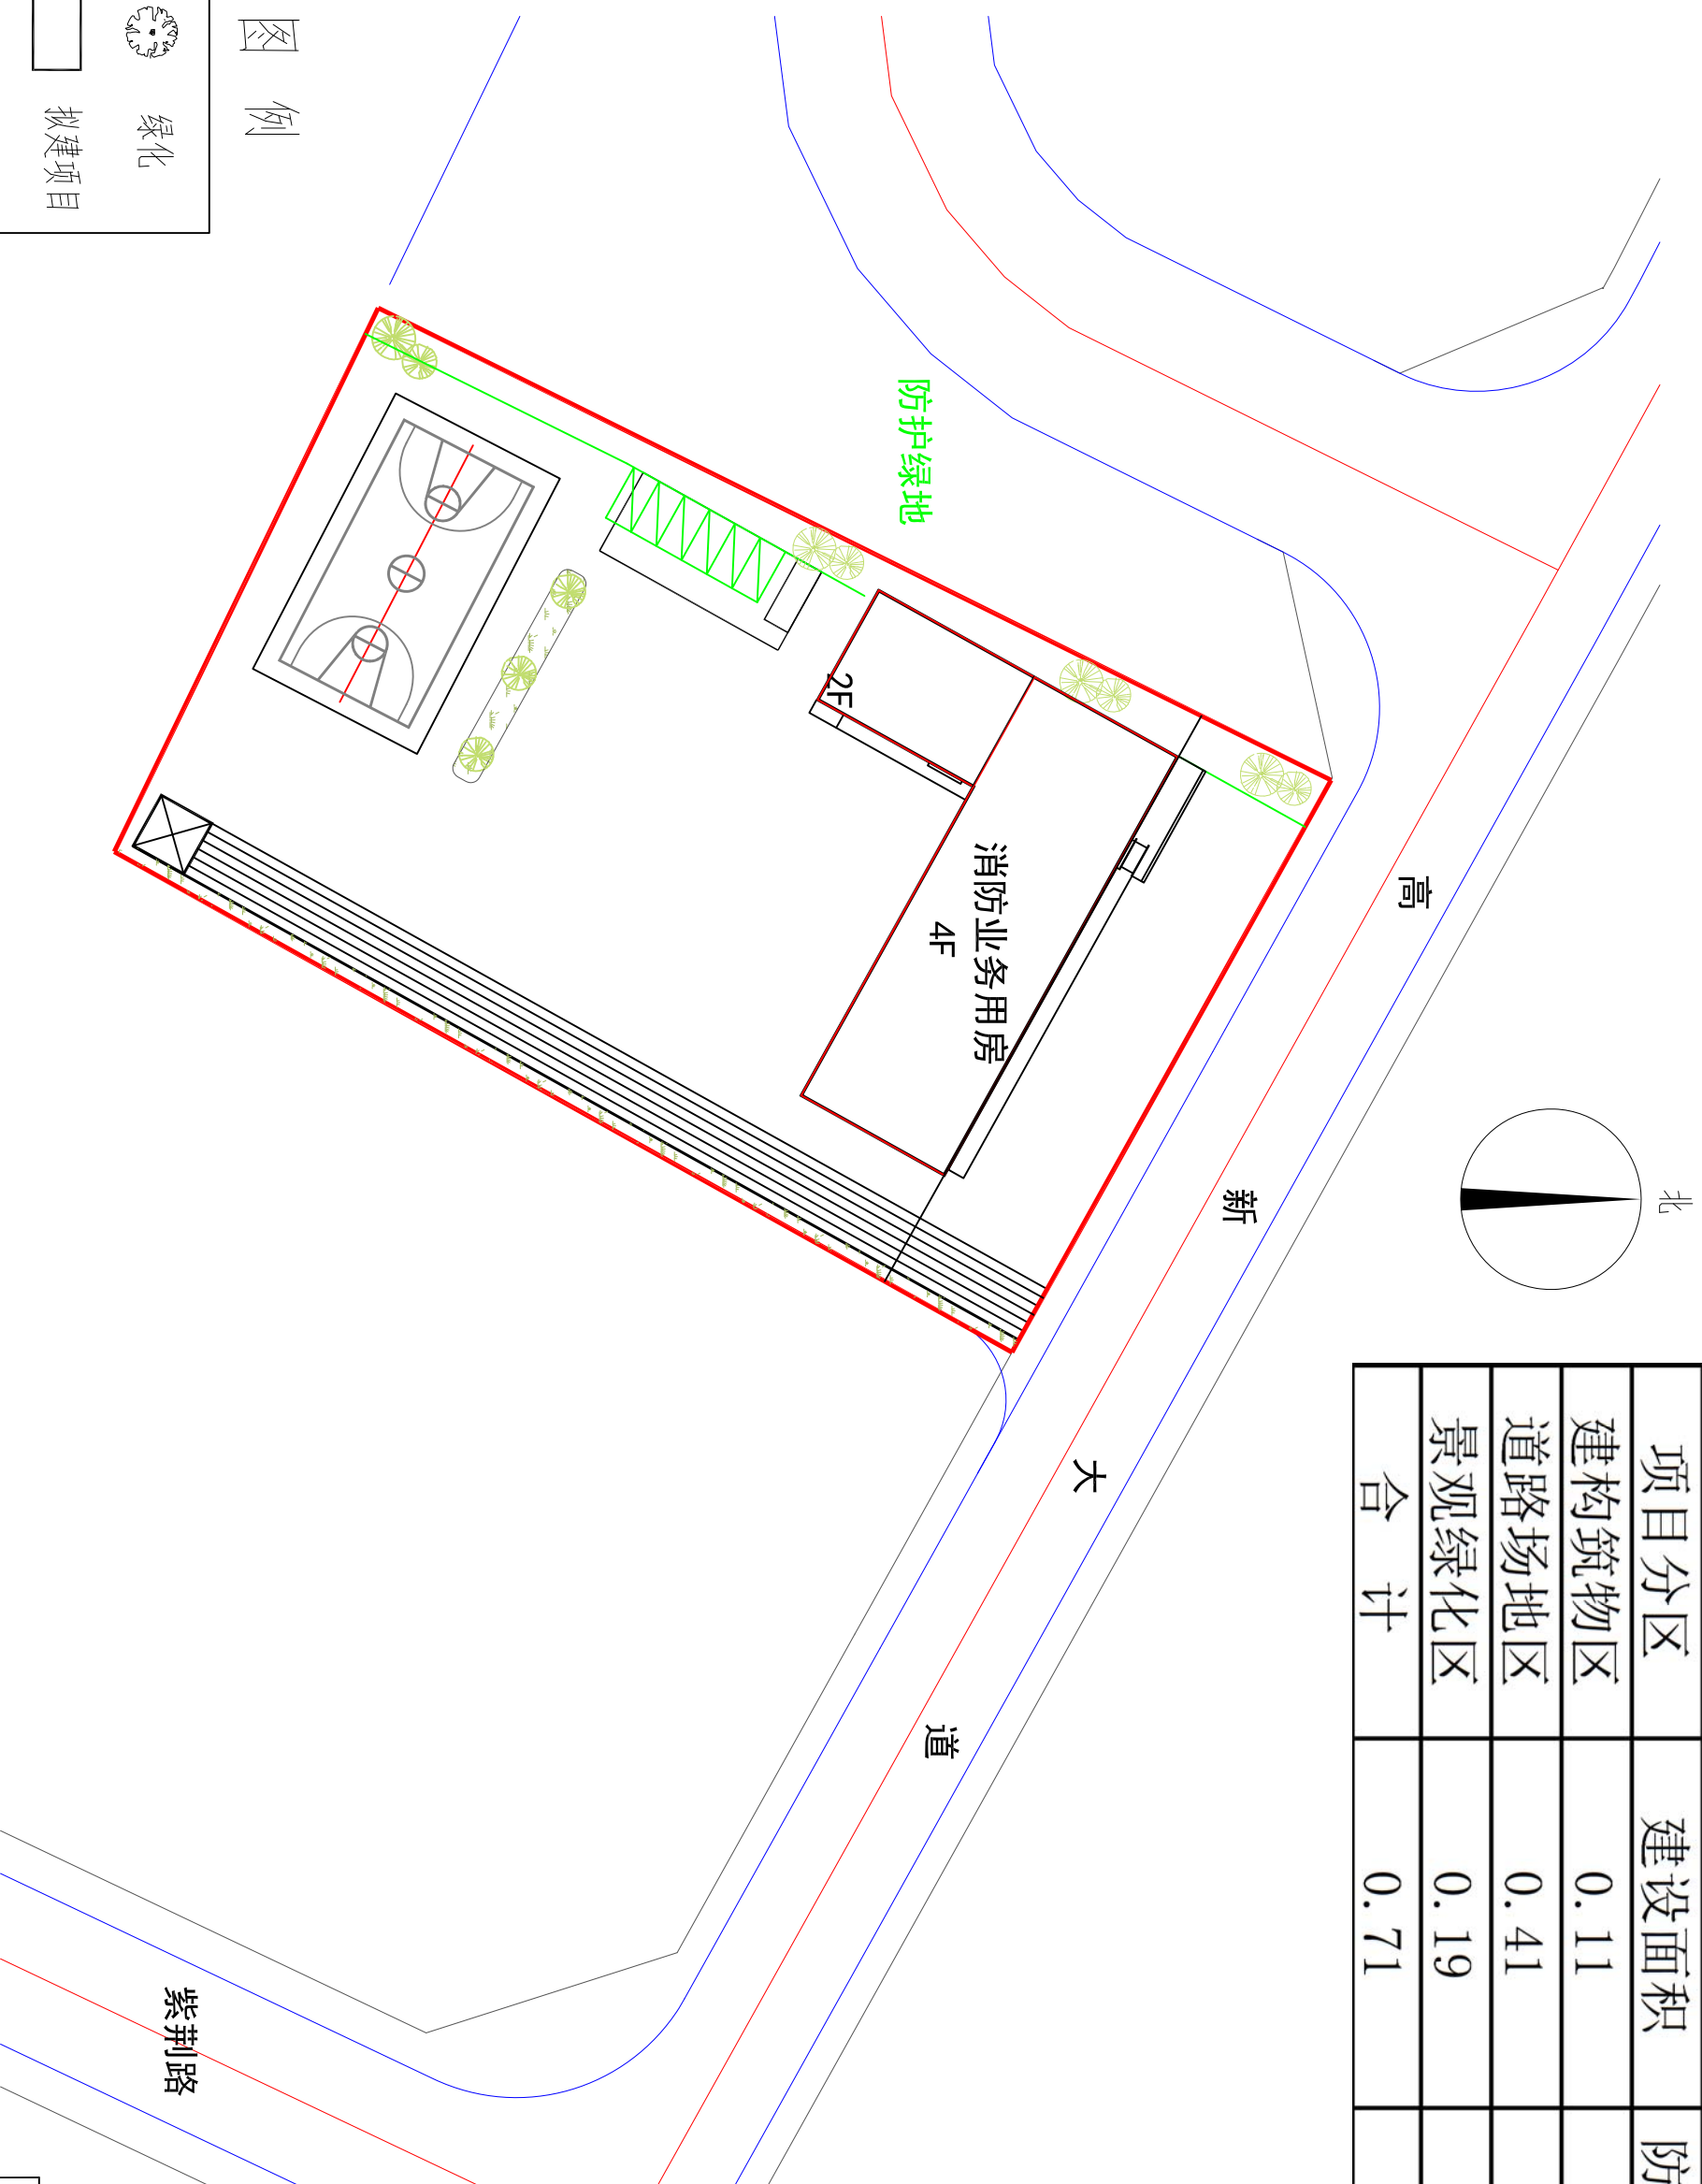 北
项目分区 建设面积 防
建构筑物区 0.11
道路场地区 0.41
景观绿化区 0.19
合 计 0.71
高新大道
防护绿地
消防业务用房
4F
2F
紫荆路
图 例
绿化
拟建项目